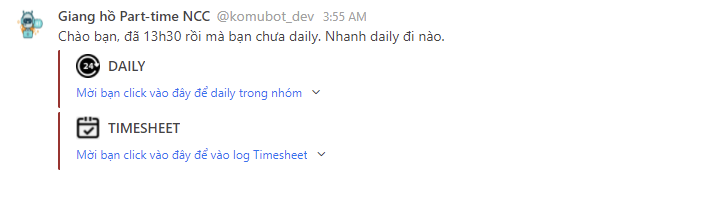 Giang hồ Part-time NCC @komubot_dev 3:55 AM
Chào bạn, đã 13h30 rồi mà bạn chưa daily. Nhanh daily đi nào.
24 DAILY
Mời bạn click vào đây để daily trong nhóm
TIMESHEET
Mời bạn click vào đây để vào log Timesheet